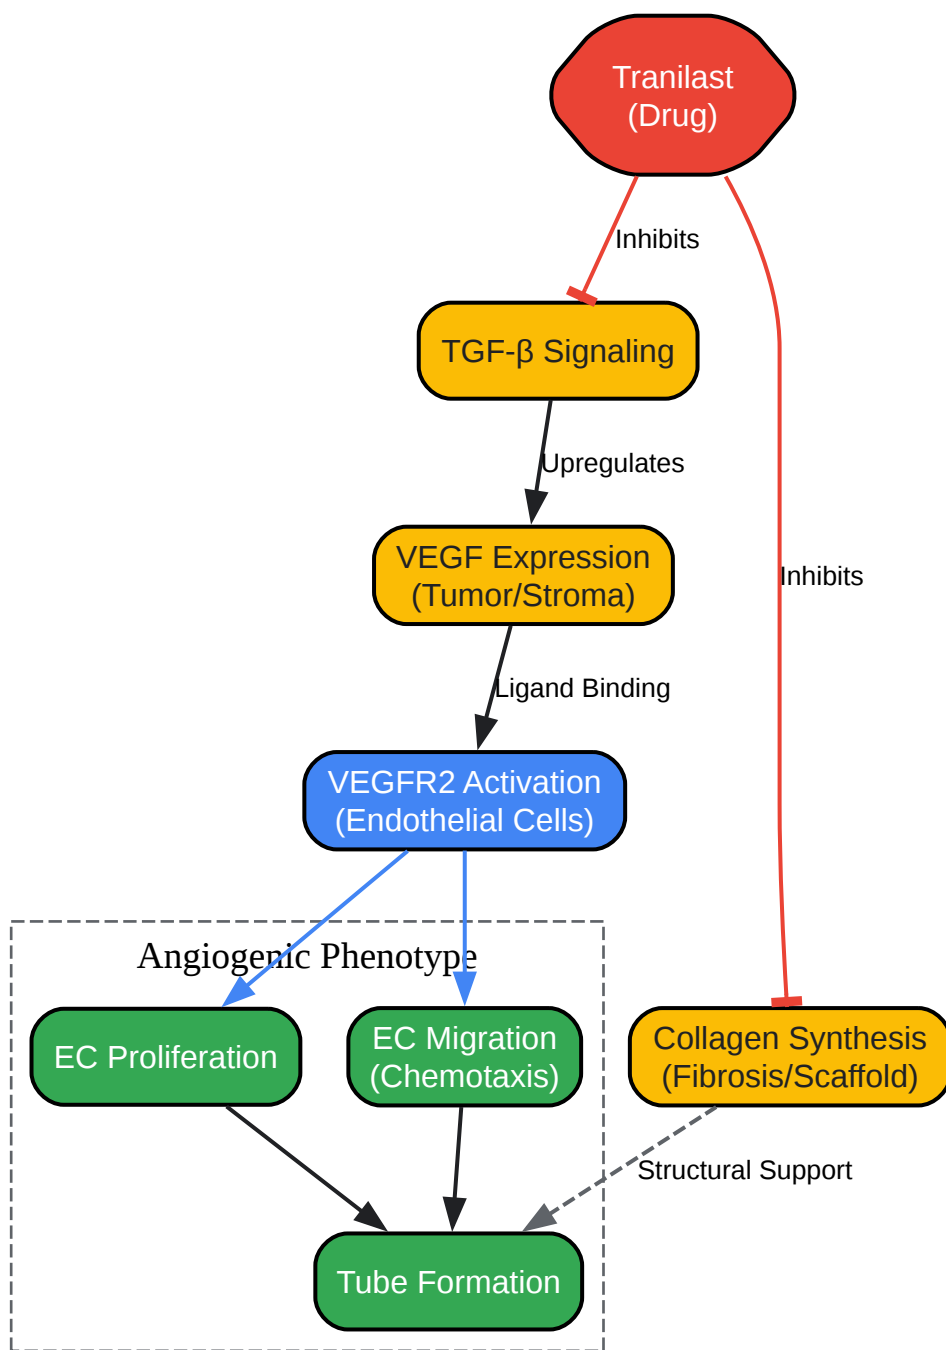 Tranilast
(Drug)
Inhibits
TGF-β Signaling
Upregulates
VEGF Expression
(Tumor/Stroma)
Inhibits
Ligand Binding
VEGFR2 Activation
(Endothelial Cells)
Angiogenic Phenotype
EC Proliferation
EC Migration
(Chemotaxis)
Collagen Synthesis
(Fibrosis/Scaffold)
Structural Support
Tube Formation